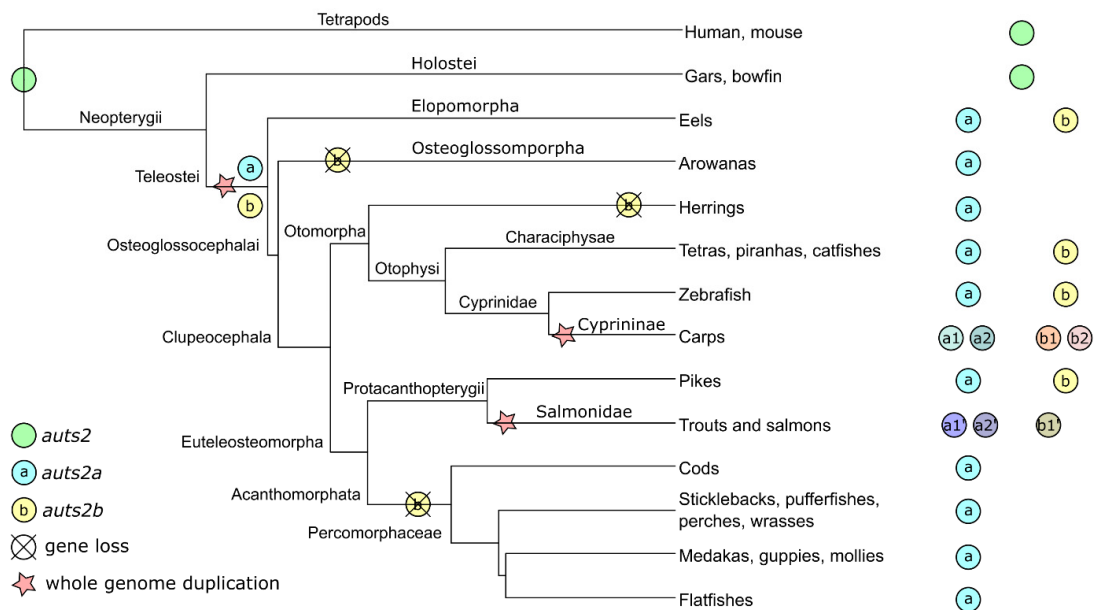 Tetrapods
Human, mouse
Holostei
Gars, bowfin
Neopterygii
Elopomorpha
Eels
a b
Osteoglossomporpha
b
Arowanas
a
Teleostei
a
b
b
Herrings
a
Otomorpha
Osteoglossocephalai
Characiphysae
Tetras, piranhas, catfishes
a b
Otophysi
Zebrafish
a b
Cyprinidae
Cyprininae
Carps
a1 a2 b1 b2
Clupeocephala
Pikes
a b
Protacanthopterygii
Salmonidae
Trouts and salmons
a1' a2' b1'
Euteleosteomorpha
Cods
a
Acanthomorphata
b
Sticklebacks, pufferfishes,
perches, wrasses
a
Percomorphaceae
Medakas, guppies, mollies
a
Flatfishes
a
auts2
a auts2a
b auts2b
gene loss
whole genome duplication